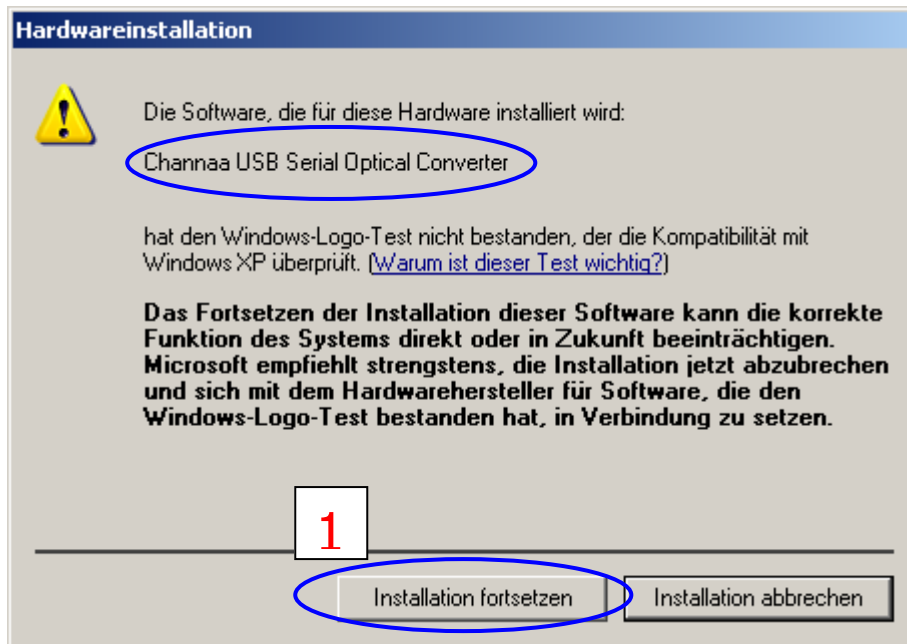 Hardwareinstallation
Die Software, die für diese Hardware installiert wird:
Channaa USB Serial Optical Converter
hat den Windows-Logo-Test nicht bestanden, der die Kompatibilität mit
Windows XP überprüft. (Warum ist dieser Test wichtig?)
Das Fortsetzen der Installation dieser Software kann die korrekte
Funktion des Systems direkt oder in Zukunft beeinträchtigen.
Microsoft empfiehlt strengstens, die Installation jetzt abzubrechen
und sich mit dem Hardwarehersteller für Software, die den
Windows-Logo-Test bestanden hat, in Verbindung zu setzen.
1
Installation fortsetzen
Installation abbrechen